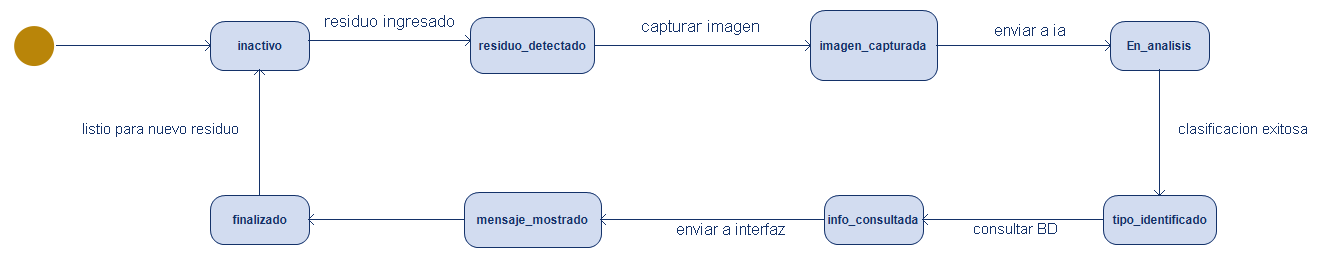 residuo ingresado
capturar imagen
enviar a ia
inactivo
residuo_detectado
imagen_capturada
En_analisis
listio para nuevo residuo
clasificacion exitosa
finalizado
mensaje_mostrado
info_consultada
tipo_identificado
enviar a interfaz
consultar BD